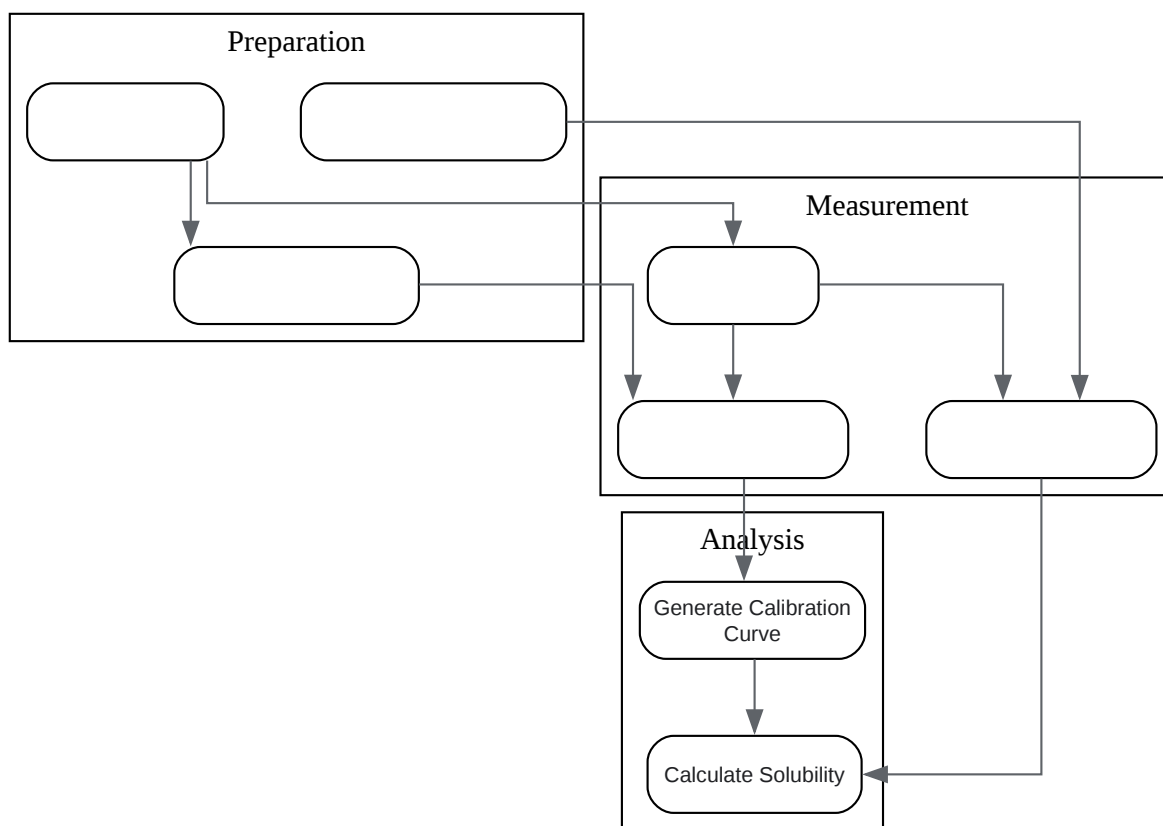 Preparation
Measurement
Analysis
Generate Calibration
Curve
Calculate Solubility